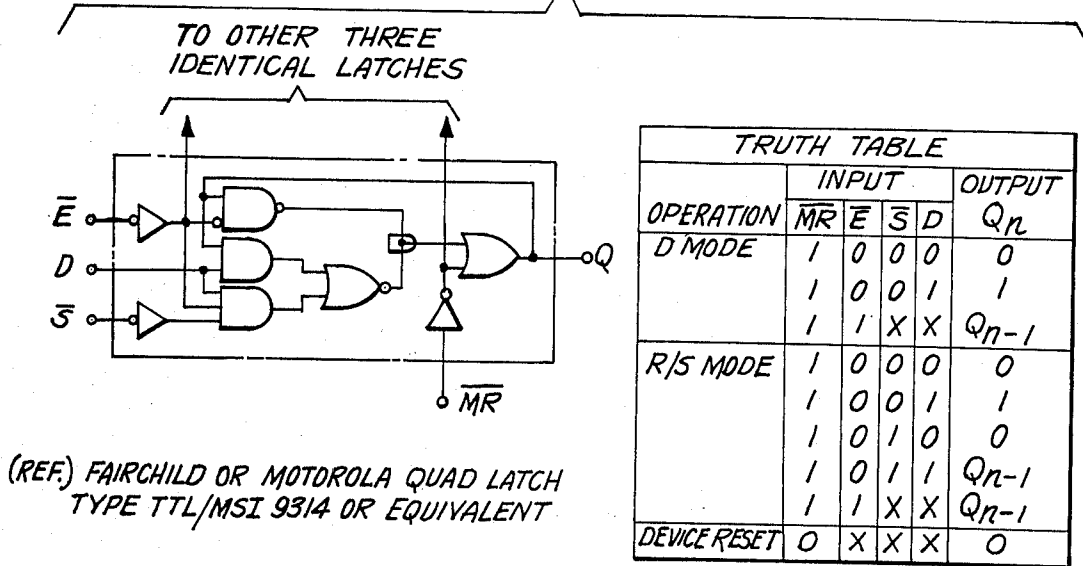 TO OTHER THREE
IDENTICAL LATCHES
E̅
D
S̅
Q
M̅R̅
(REF.) FAIRCHILD OR MOTOROLA QUAD LATCH
TYPE TTL/MSI 9314 OR EQUIVALENT
TRUTH TABLE
INPUT OUTPUT
OPERATION M̅R̅ E̅ S̅ D Qn
D MODE 1 0 0 0 0
1 0 0 1 1
1 1 X X Qn-1
R/S MODE 1 0 0 0 0
1 0 0 1 1
1 0 1 0 0
1 0 1 1 Qn-1
1 1 X X Qn-1
DEVICE RESET 0 X X X 0